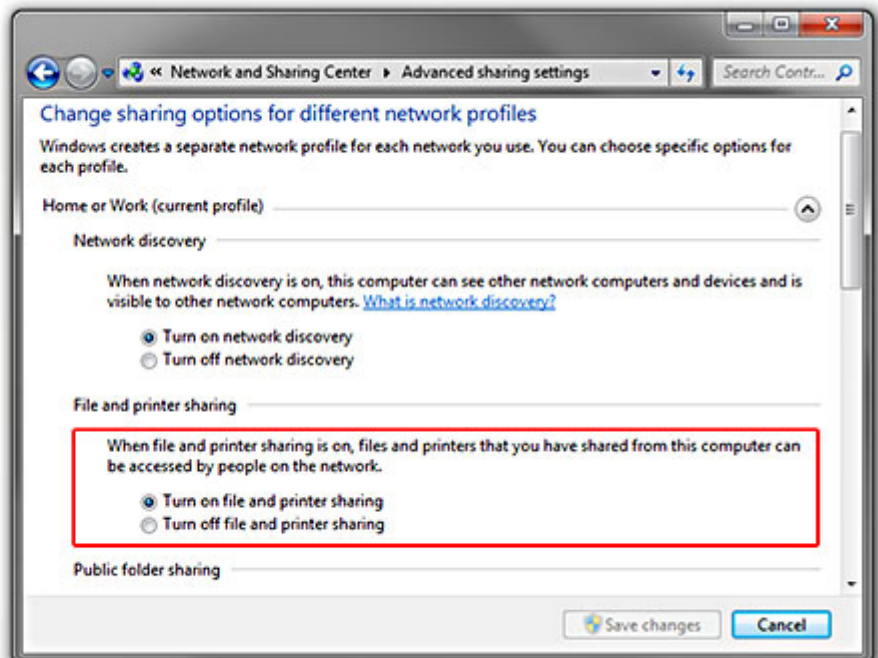 « Network and Sharing Center ▸ Advanced sharing settings
Search Contr...
Change sharing options for different network profiles
Windows creates a separate network profile for each network you use. You can choose specific options for
each profile.
Home or Work (current profile)
Network discovery
When network discovery is on, this computer can see other network computers and devices and is
visible to other network computers. What is network discovery?
Turn on network discovery
Turn off network discovery
File and printer sharing
When file and printer sharing is on, files and printers that you have shared from this computer can
be accessed by people on the network.
Turn on file and printer sharing
Turn off file and printer sharing
Public folder sharing
Save changes
Cancel